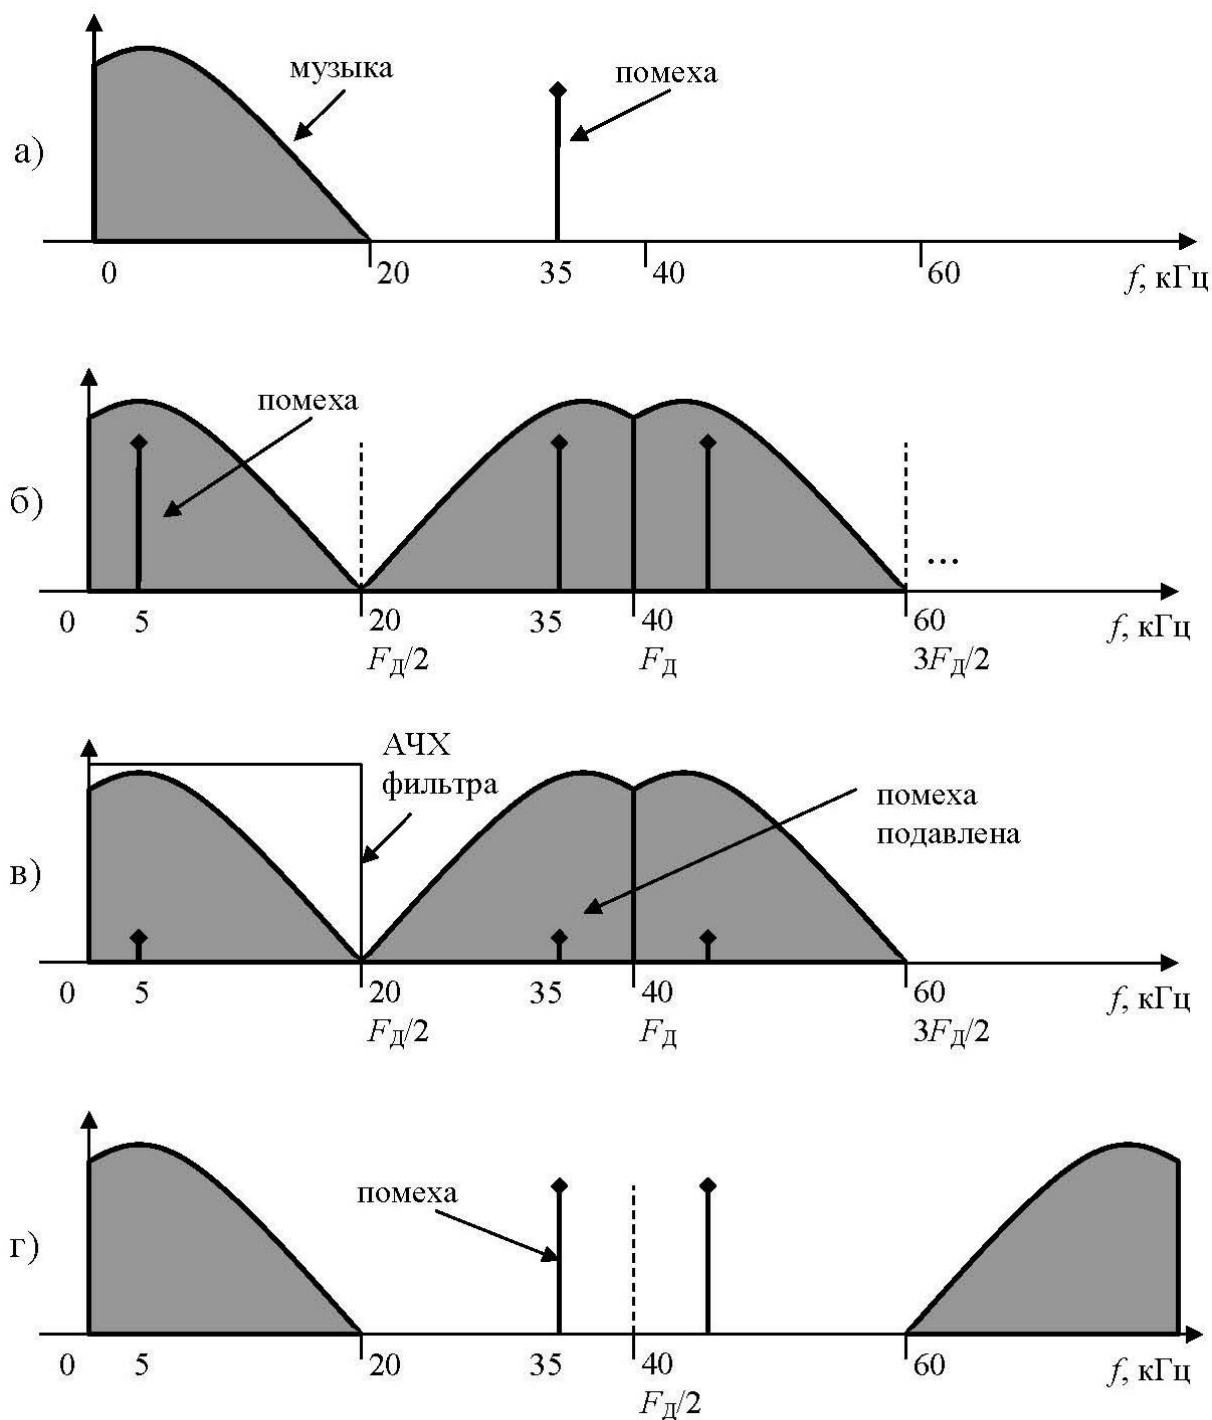 а)
музыка
помеха
0 20 35 40 60
f, кГц
б)
помеха
...
0 5 20 35 40 60
f, кГц
Fд/2 Fд 3Fд/2
в)
АЧХ
фильтра
помеха
подавлена
0 5 20 35 40 60
f, кГц
Fд/2 Fд 3Fд/2
г)
помеха
0 5 20 35 40 60
f, кГц
Fд/2